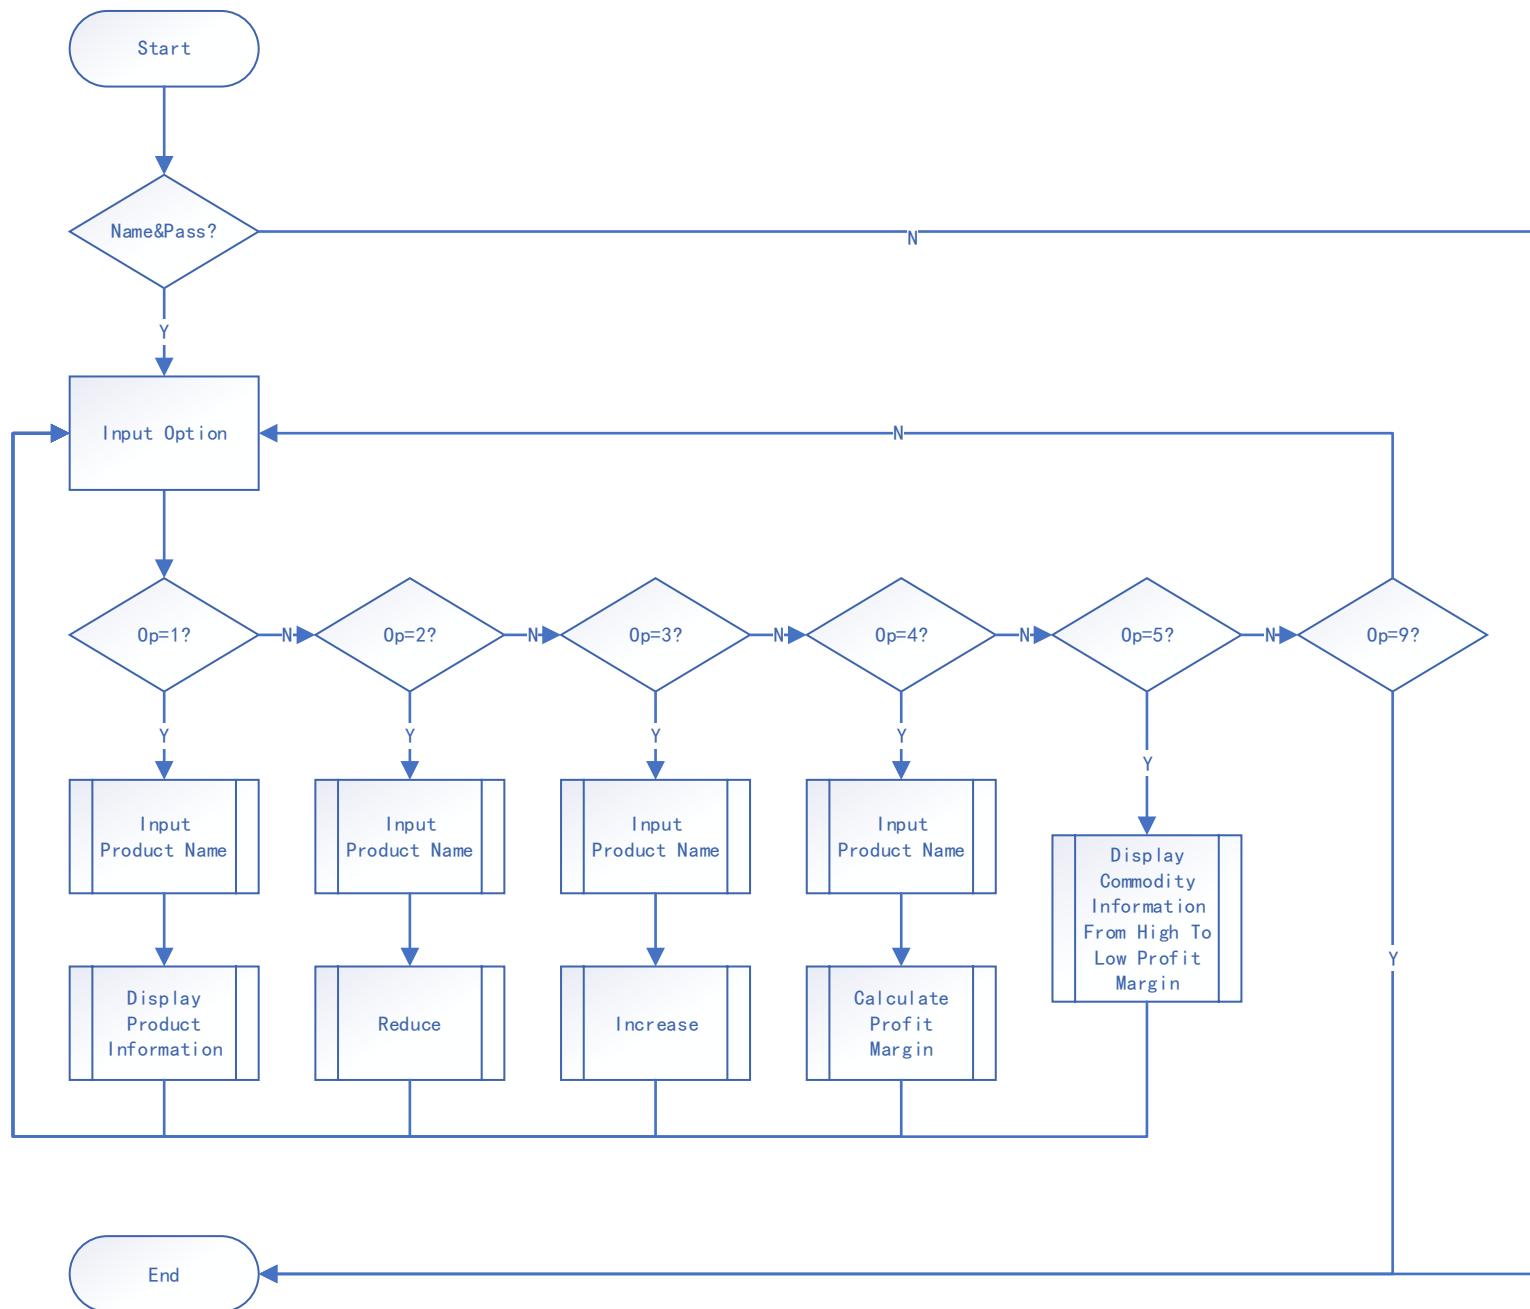 Start
Name&Pass?
N
Y
Input Option
N
Op=1?
N
Op=2?
N
Op=3?
N
Op=4?
N
Op=5?
N
Op=9?
Y
Y
Y
Y
Y
Y
Input
Product Name
Input
Product Name
Input
Product Name
Input
Product Name
Display
Commodity
Information
From High To
Low Profit
Margin
Display
Product
Information
Reduce
Increase
Calculate
Profit
Margin
End